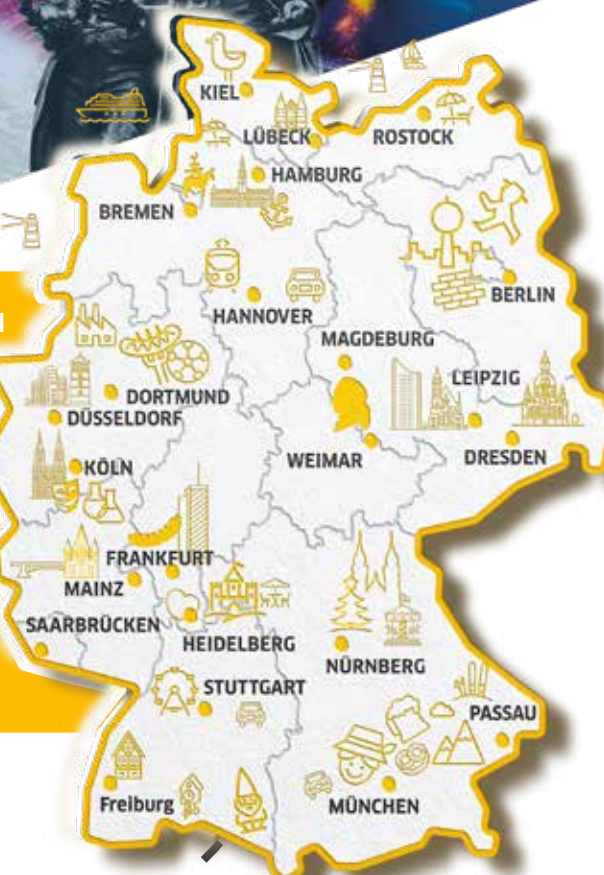 KIEL
LÜBECK
ROSTOCK
HAMBURG
BREMEN
BERLIN
HANNOVER
MAGDEBURG
LEIPZIG
DORTMUND
DÜSSELDORF
WEIMAR
DRESDEN
KÖLN
FRANKFURT
MAINZ
SAARBRÜCKEN
HEIDELBERG
NÜRNBERG
STUTTGART
PASSAU
Freiburg
MÜNCHEN